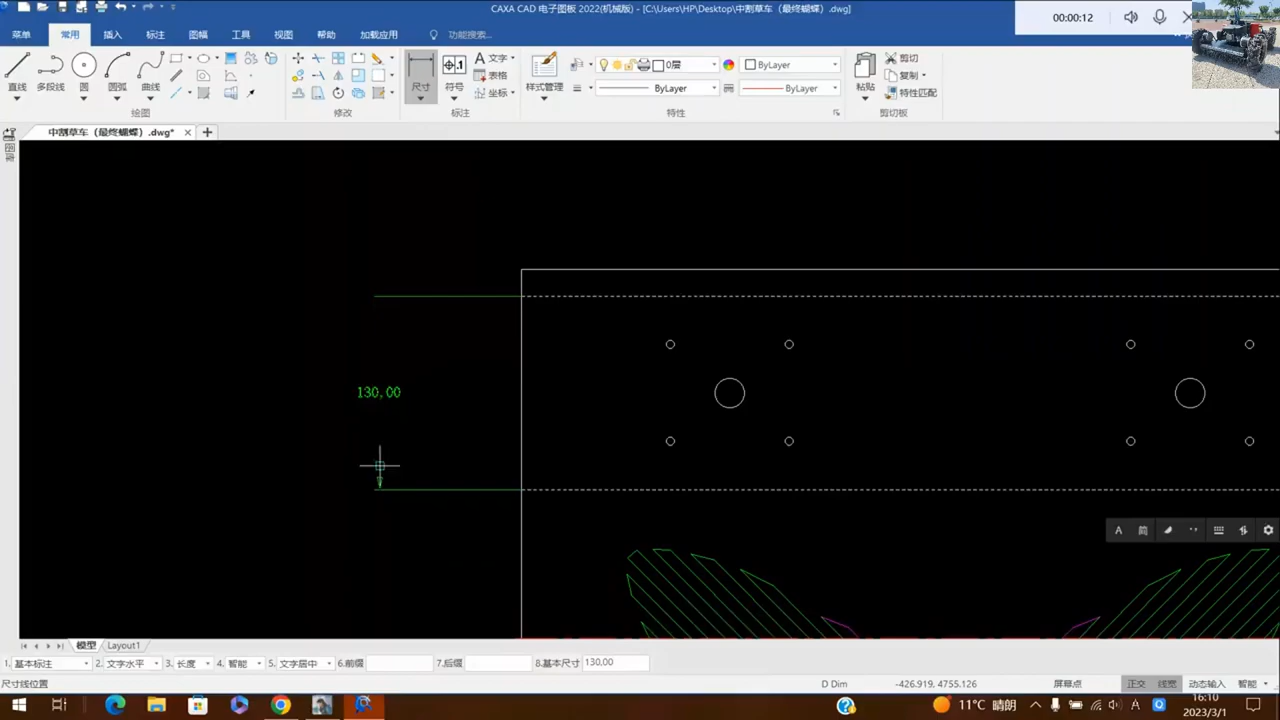 CAXA CAD 电子图板 2022(机械版) - [C:\Users\HP\Desktop\中割草车（最终蝴蝶）.dwg]
00:00:12
菜单 常用 插入 标注 图幅 工具 视图 帮助 加载应用 功能搜索...
直线 多段线 圆 圆弧 曲线
尺寸 符号 文字 表格 坐标
样式管理 0层 ByLayer
ByLayer ByLayer
粘贴 剪切 复制 特性匹配
绘图 修改 标注 特性 剪切板
中割草车（最终蝴蝶）.dwg*
图库
130,00
A 简
模型 Layout1
1. 基本标注 2. 文字水平 3. 长度 4. 智能 5. 文字居中 6.前缀 7.后缀 8.基本尺寸 130,00
尺寸线位置 D Dim -426.919, 4755.126 屏幕点 正交 线宽 动态输入 智能
11°C 晴朗 A 16:10
2023/3/1